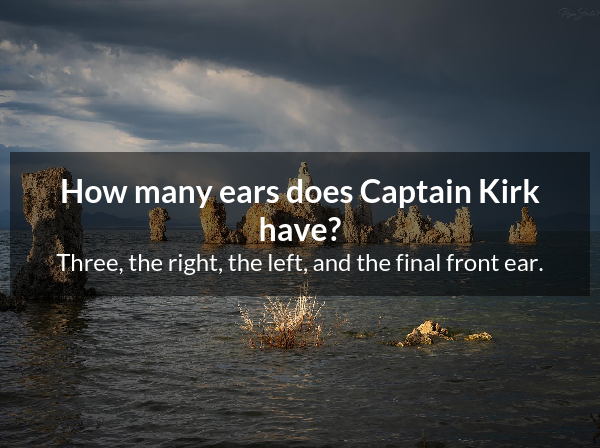 How many ears does Captain Kirk
have?
Three, the right, the left, and the final front ear.